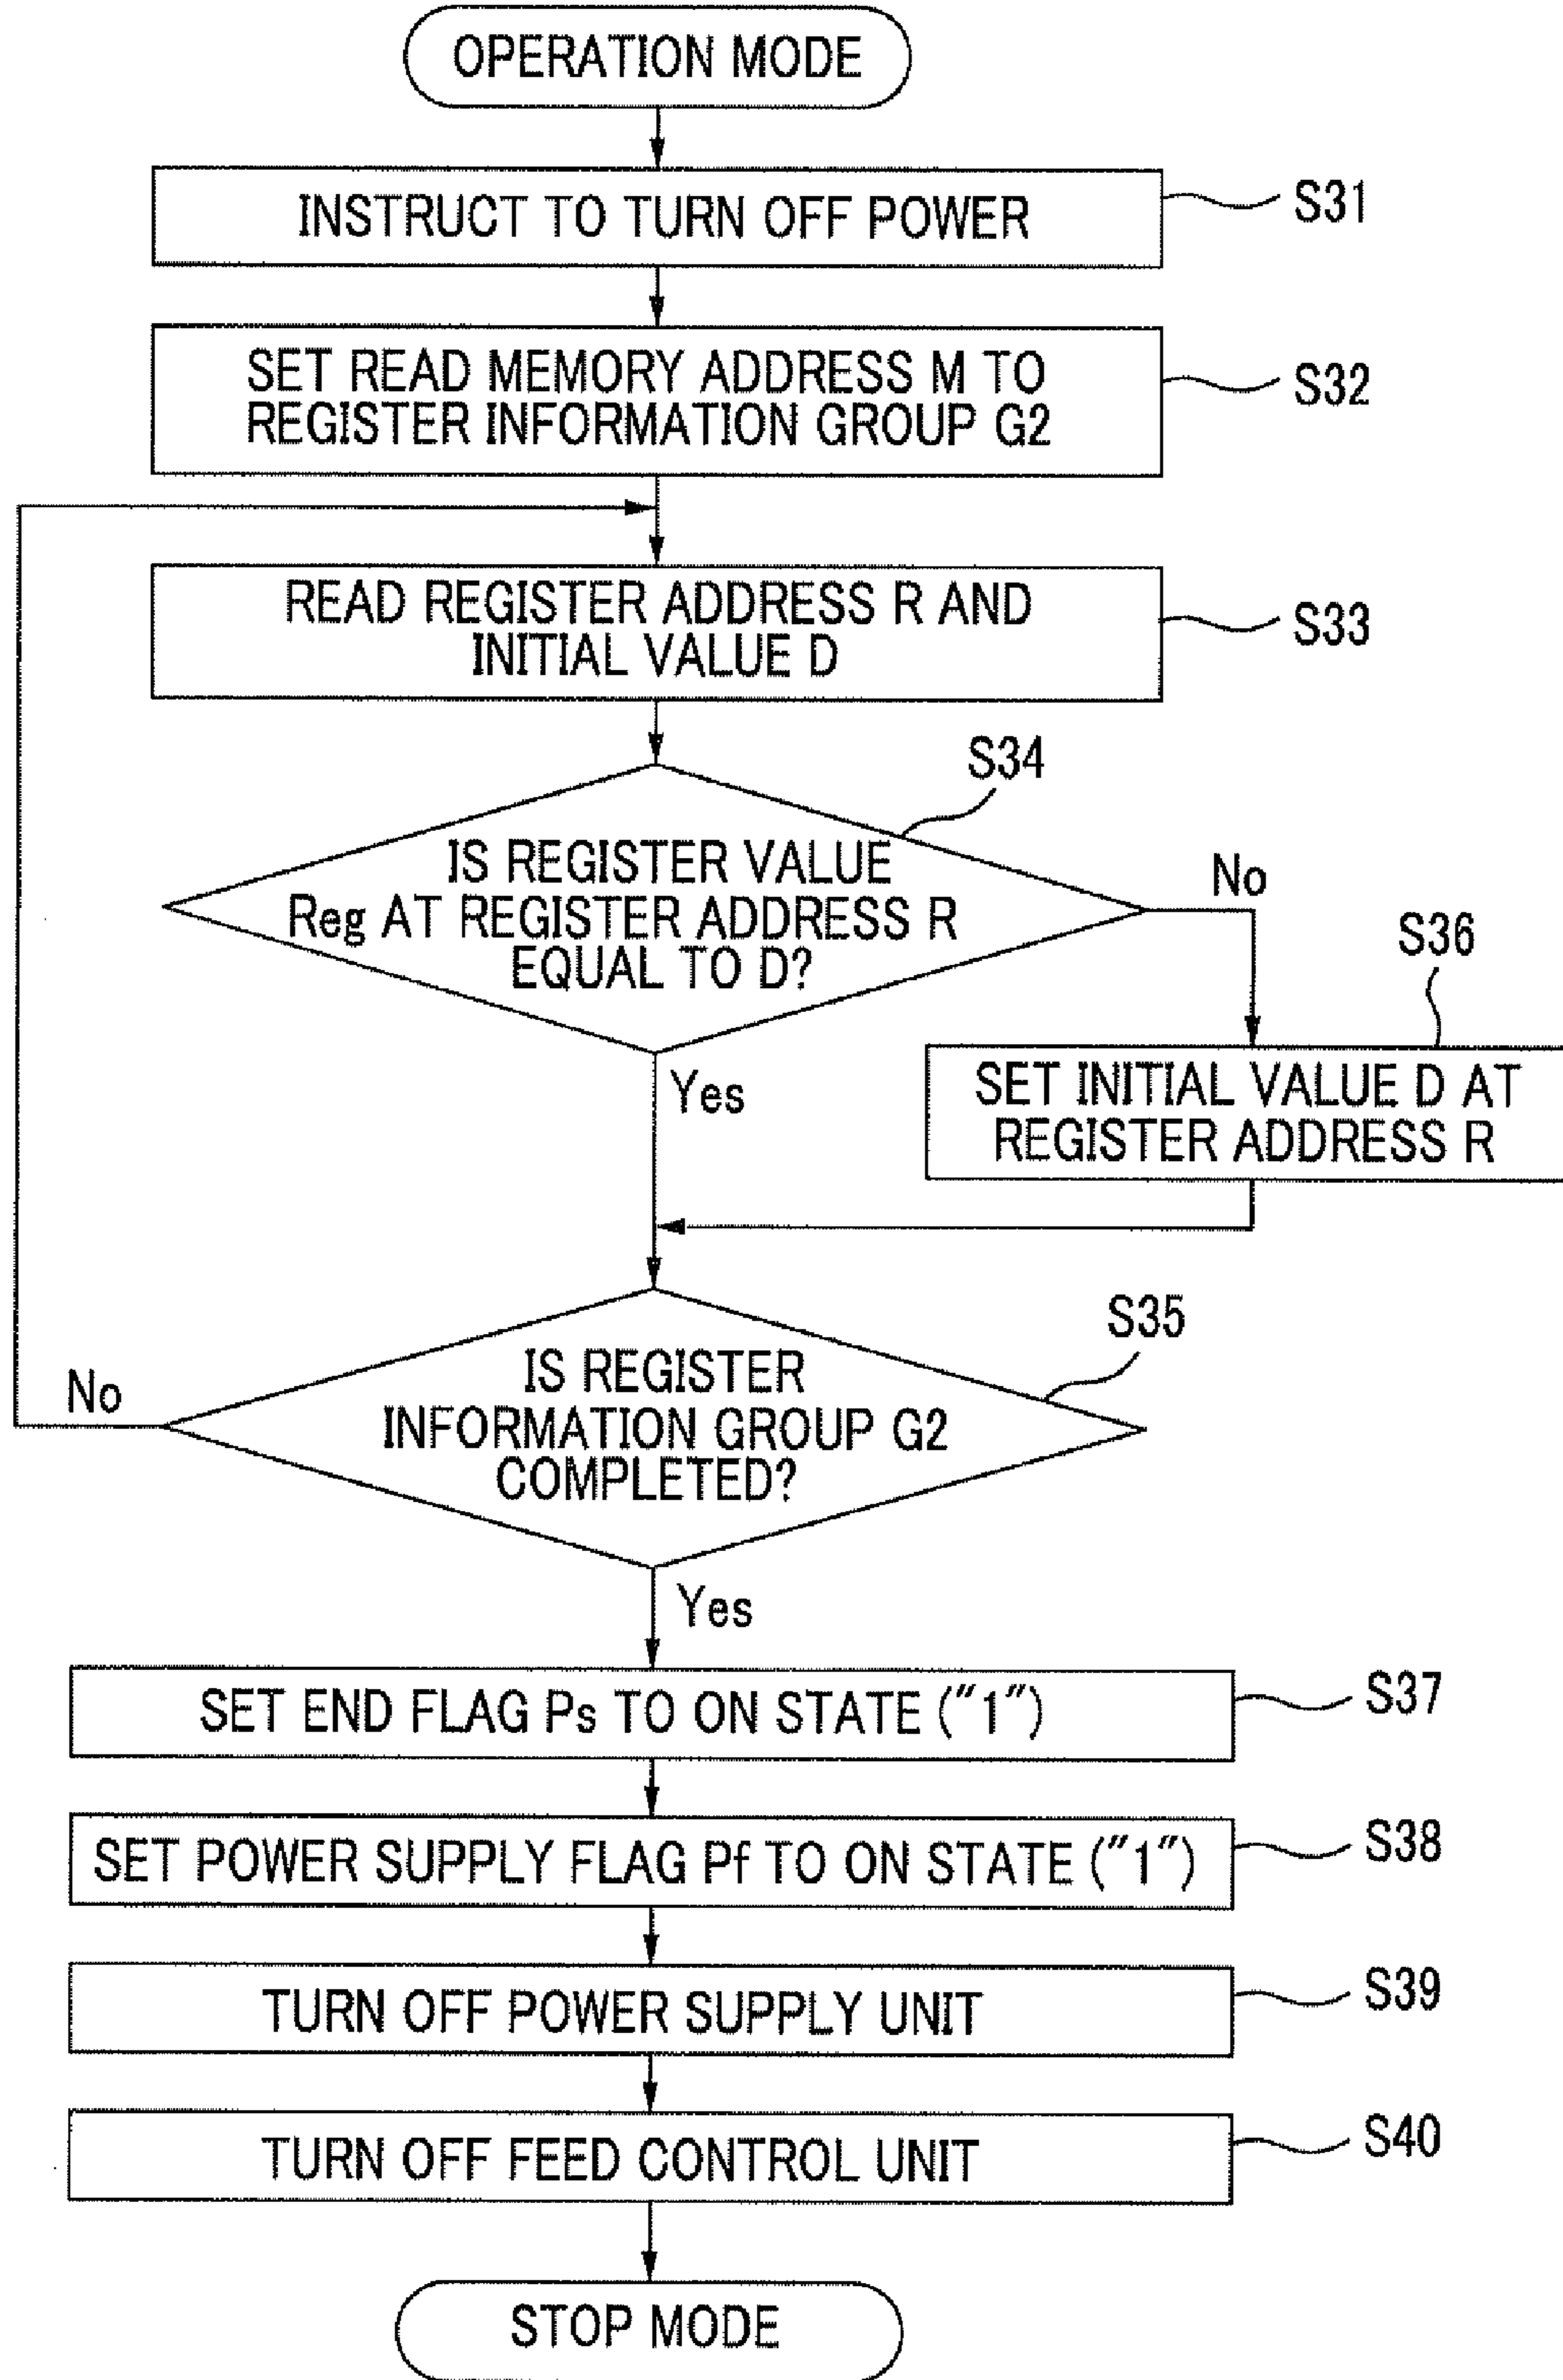 OPERATION MODE
INSTRUCT TO TURN OFF POWER
S31
SET READ MEMORY ADDRESS M TO
REGISTER INFORMATION GROUP G2
S32
READ REGISTER ADDRESS R AND
INITIAL VALUE D
S33
S34
IS REGISTER VALUE
Reg AT REGISTER ADDRESS R
EQUAL TO D?
No
Yes
S36
SET INITIAL VALUE D AT
REGISTER ADDRESS R
S35
IS REGISTER
INFORMATION GROUP G2
COMPLETED?
No
Yes
SET END FLAG Ps TO ON STATE ("1")
S37
SET POWER SUPPLY FLAG Pf TO ON STATE ("1")
S38
TURN OFF POWER SUPPLY UNIT
S39
TURN OFF FEED CONTROL UNIT
S40
STOP MODE